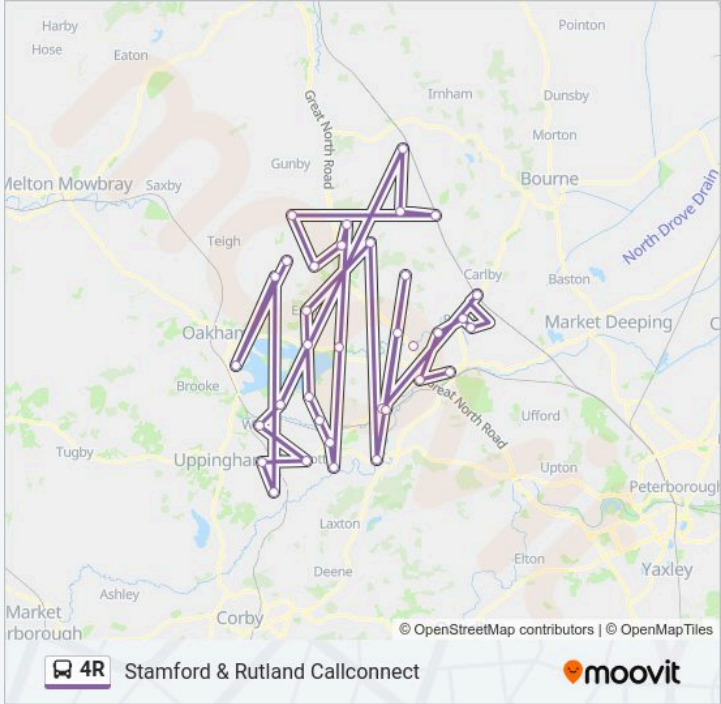 Harby
Hose
Eaton
Pointon
Irnham
Dunsby
Great North Road
Morton
Gunby
Melton Mowbray
Saxby
Bourne
North Drove Drain
Teigh
Carlby
Baston
Market Deeping
Oakham
Brooke
Great North Road
Ufford
Tugby
Uppingham
Upton
Peterborough
Laxton
Elton
Deene
Yaxley
Ashley
Market
rborough
Corby
© OpenStreetMap contributors | © OpenMapTiles
4R Stamford & Rutland Callconnect
moovit